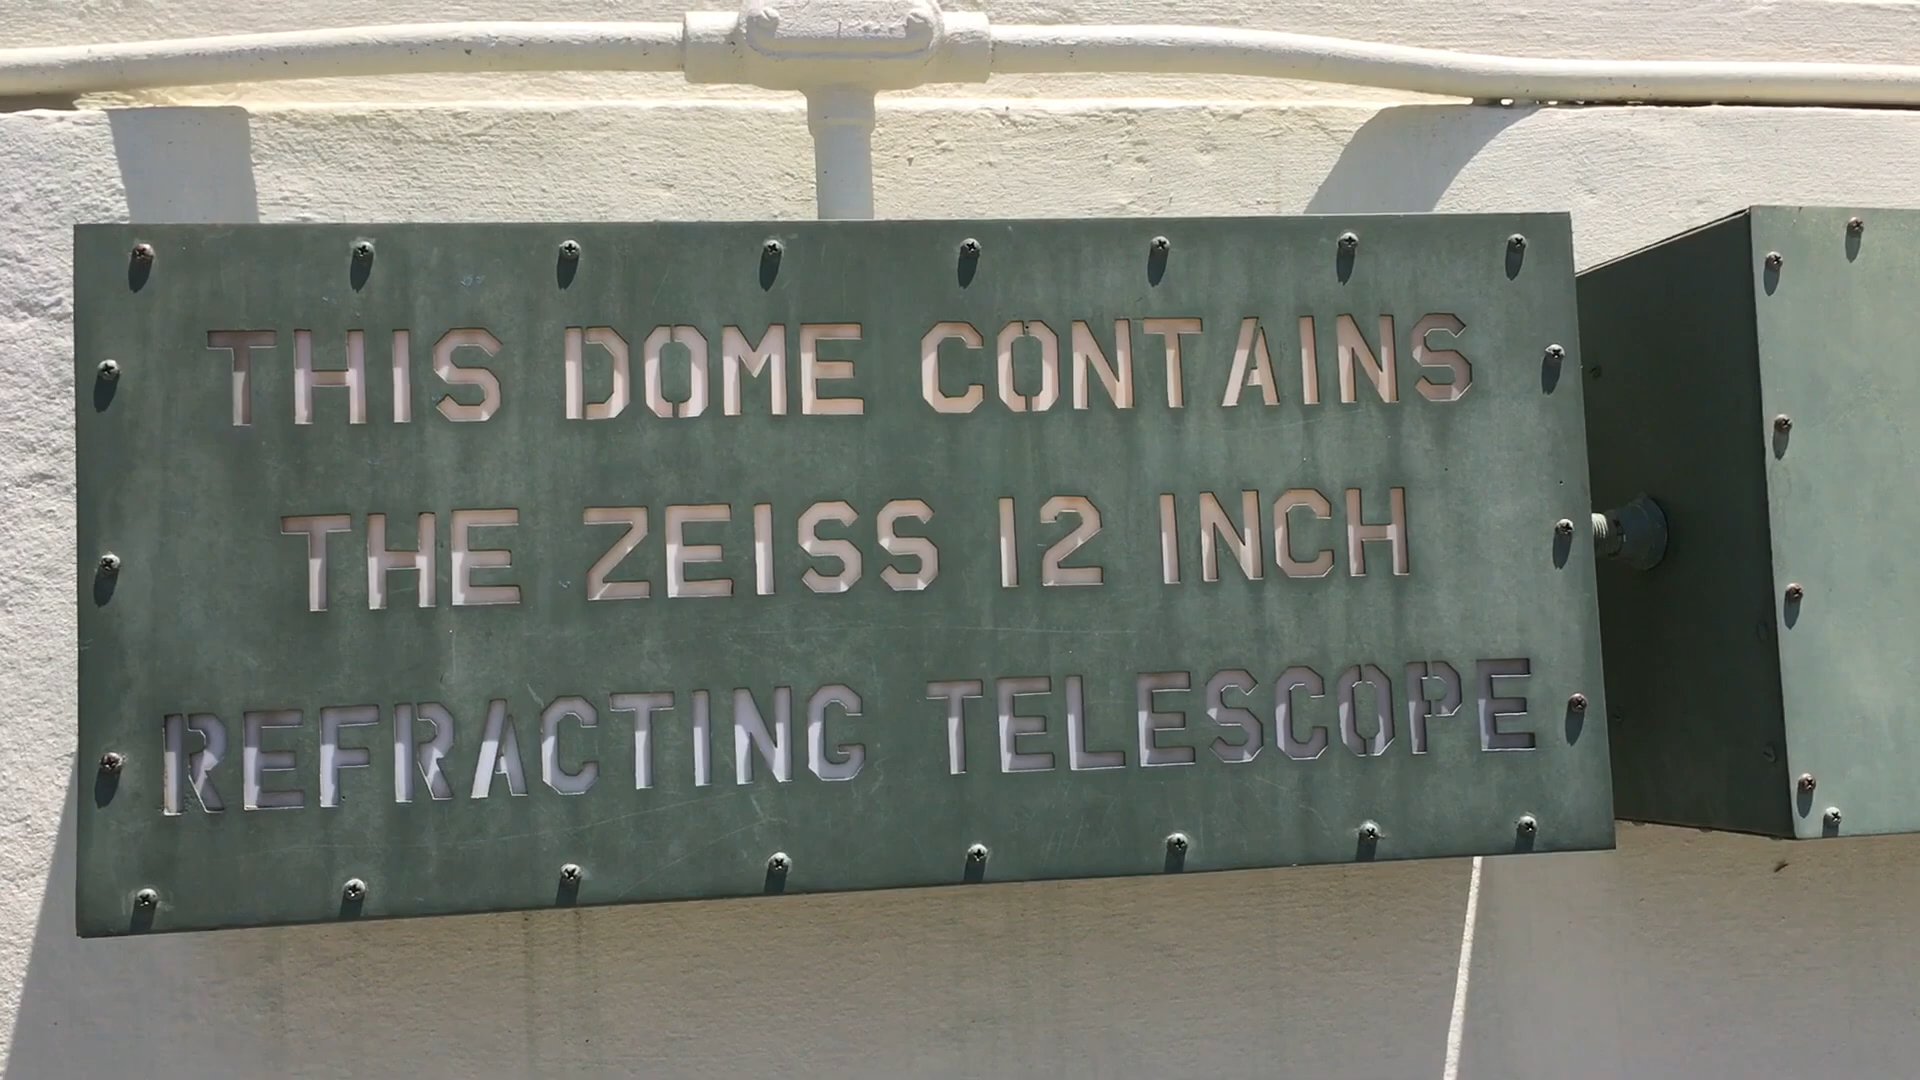 THIS DOME CONTAINS
THE ZEISS 12 INCH
REFRACTING TELESCOPE